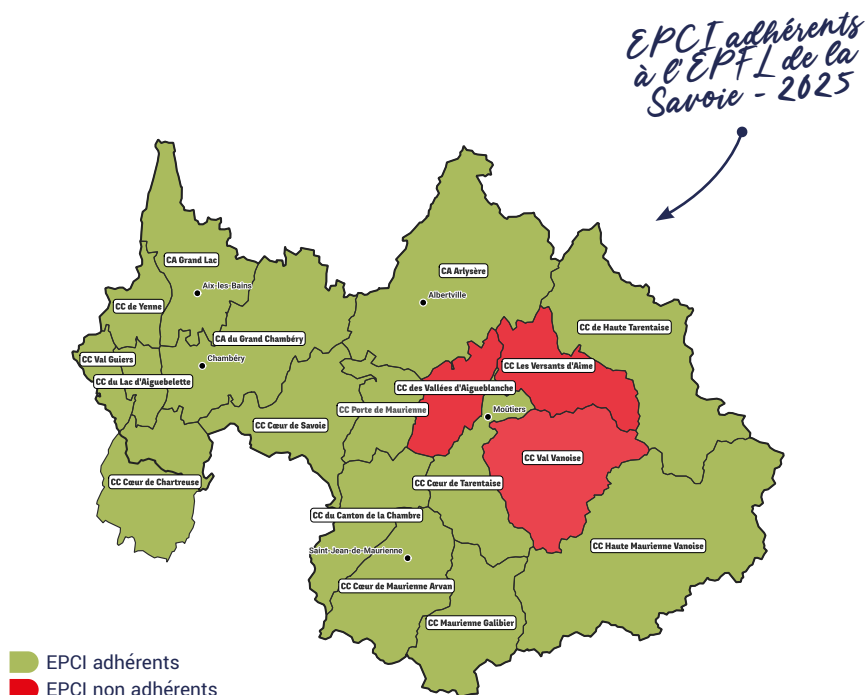 EPCI adhérents
à l'EPFL de la
Savoie - 2025
CA Grand Lac
Aix-les-Bains
CA Arlysère
Albertville
CC de Yenne
CC de Haute Tarentaise
CA du Grand Chambéry
CC Val Guiers
Chambéry
CC Les Versants d'Aime
CC du Lac d'Aiguebelette
CC des Vallées d'Aigueblanche
CC Porte de Maurienne
Moûtiers
CC Cœur de Savoie
CC Val Vanoise
CC Cœur de Chartreuse
CC Cœur de Tarentaise
CC du Canton de la Chambre
Saint-Jean-de-Maurienne
CC Haute Maurienne Vanoise
CC Cœur de Maurienne Arvan
CC Maurienne Galibier
EPCI adhérents
EPCI non adhérents